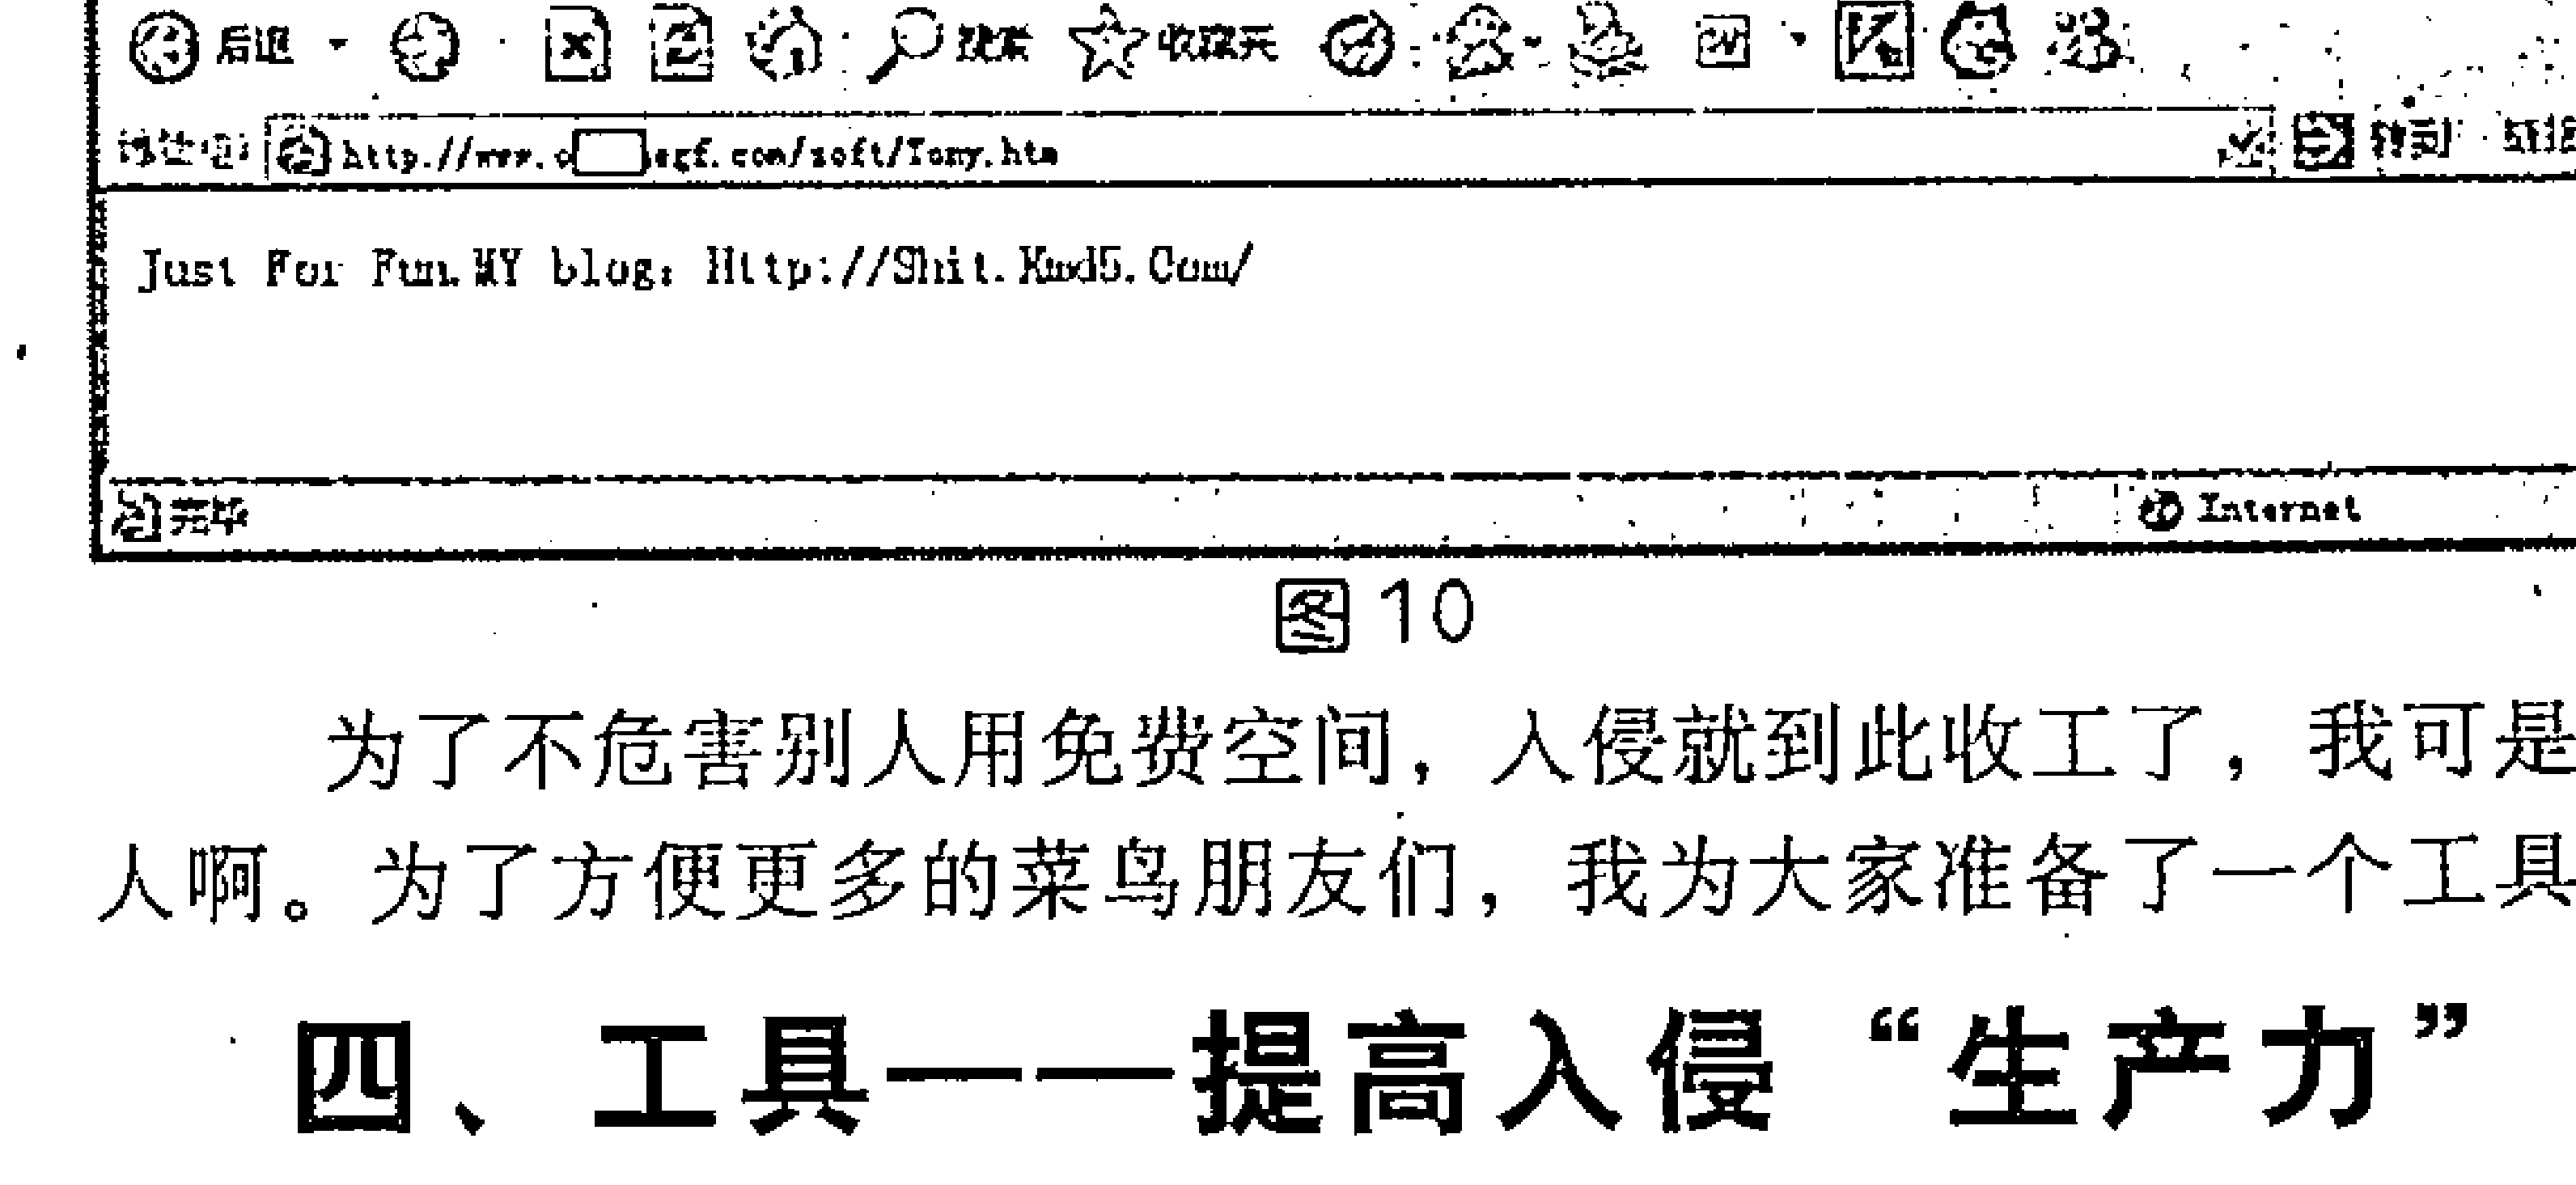 后退 搜索 收藏夹
http://www.c egf.com/soft/Tony.htm 转到
Just For Fun.MY blog: Http://Shit.Kmd5.Com/
完毕 Internet
图10
为了不危害别人用免费空间，入侵就到此收工了，我可是
人啊。为了方便更多的菜鸟朋友们，我为大家准备了一个工具
四、工具——提高入侵“生产力”